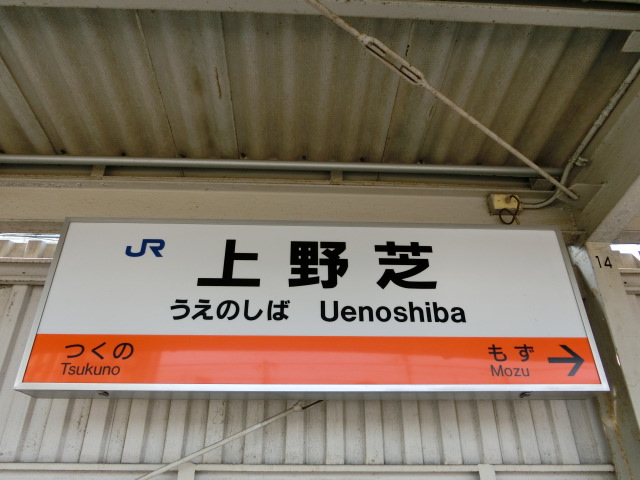 JR 上野芝
うえのしば Uenoshiba
つくの もず →
Tsukuno Mozu
14